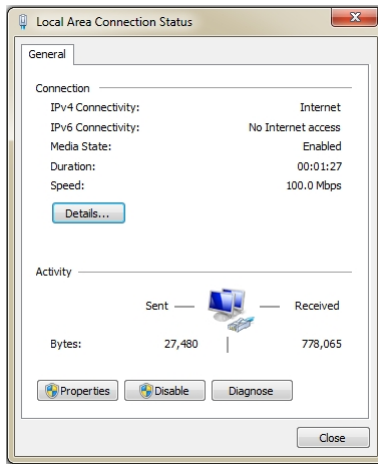 Local Area Connection Status
General
Connection
IPv4 Connectivity: Internet
IPv6 Connectivity: No Internet access
Media State: Enabled
Duration: 00:01:27
Speed: 100.0 Mbps
Details...
Activity
Sent Received
Bytes: 27,480 778,065
Properties Disable Diagnose
Close